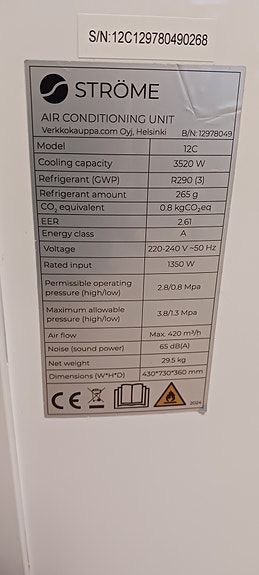 S/N:12C129780490268
STRÖME
AIR CONDITIONING UNIT
Verkkokauppa.com Oyj, Helsinki B/N: 12978049
Model 12C
Cooling capacity 3520 W
Refrigerant (GWP) R290 (3)
Refrigerant amount 265 g
CO₂ equivalent 0.8 kgCO₂eq
EER 2.61
Energy class A
Voltage 220-240 V ~50 Hz
Rated input 1350 W
Permissible operating
pressure (high/low) 2.8/0.8 Mpa
Maximum allowable
pressure (high/low) 3.8/1.3 Mpa
Air flow Max. 420 m³/h
Noise (sound power) 65 dB(A)
Net weight 29.5 kg
Dimensions (W*H*D) 430*730*360 mm
CE